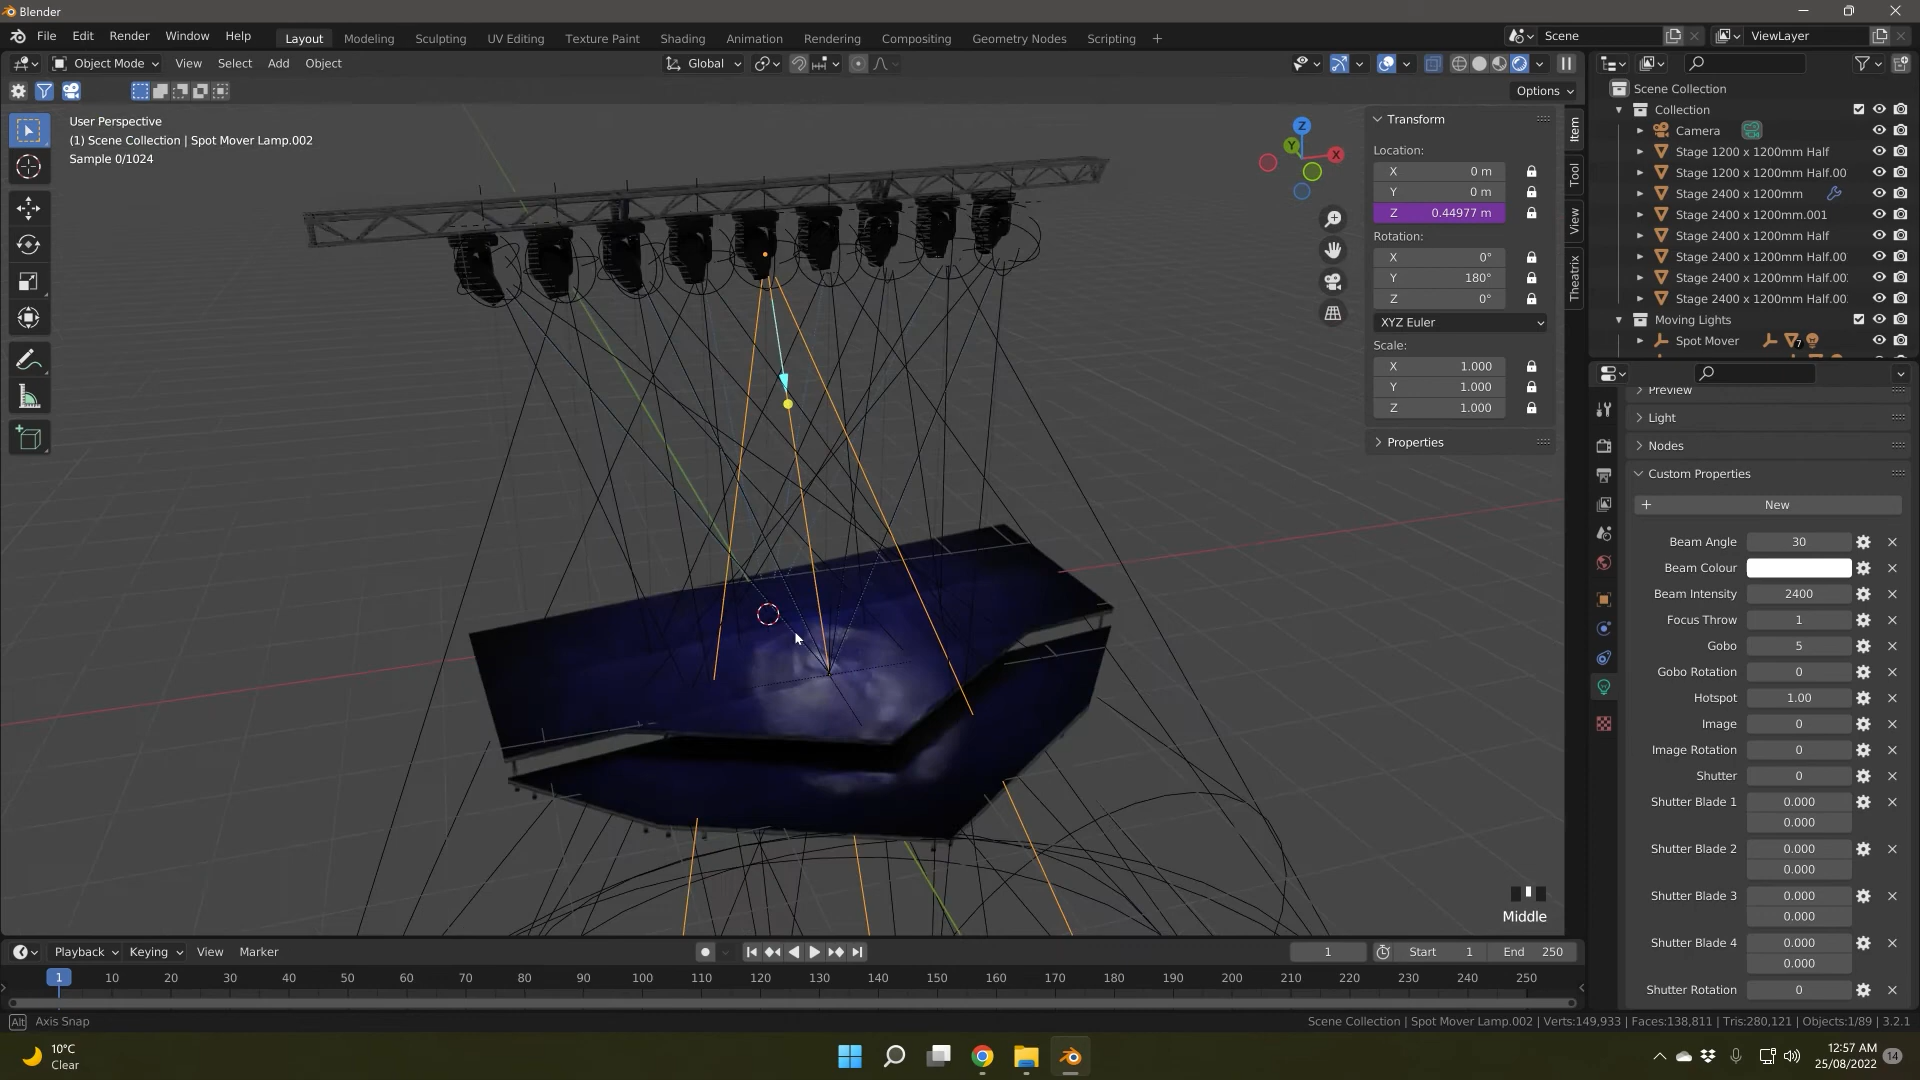 Blender
File Edit Render Window Help
Layout Modeling Sculpting UV Editing Texture Paint Shading Animation Rendering Compositing Geometry Nodes Scripting +
Scene
ViewLayer
Object Mode View Select Add Object
Global
Options
User Perspective
(1) Scene Collection | Spot Mover Lamp.002
Sample 0/1024
Z
Y
X
Item
Tool
View
Theatrix
Transform
Location:
X 0 m
Y 0 m
Z 0.44977 m
Rotation:
X 0°
Y 180°
Z 0°
XYZ Euler
Scale:
X 1.000
Y 1.000
Z 1.000
Properties
Scene Collection
Collection
Camera
Stage 1200 x 1200mm Half
Stage 1200 x 1200mm Half.00
Stage 2400 x 1200mm
Stage 2400 x 1200mm.001
Stage 2400 x 1200mm Half
Stage 2400 x 1200mm Half.00
Stage 2400 x 1200mm Half.00
Stage 2400 x 1200mm Half.00
Moving Lights
Spot Mover 7
Preview
Light
Nodes
Custom Properties
+ New
Beam Angle 30
Beam Colour
Beam Intensity 2400
Focus Throw 1
Gobo 5
Gobo Rotation 0
Hotspot 1.00
Image 0
Image Rotation 0
Shutter 0
Shutter Blade 1 0.000
0.000
Shutter Blade 2 0.000
0.000
Shutter Blade 3 0.000
0.000
Shutter Blade 4 0.000
0.000
Shutter Rotation 0
Middle
Playback Keying View Marker
1 Start 1 End 250
1 10 20 30 40 50 60 70 80 90 100 110 120 130 140 150 160 170 180 190 200 210 220 230 240 250
Alt Axis Snap
Scene Collection | Spot Mover Lamp.002 | Verts:149,933 | Faces:138,811 | Tris:280,121 | Objects:1/89 | 3.2.1
10°C
Clear
12:57 AM
25/08/2022
14